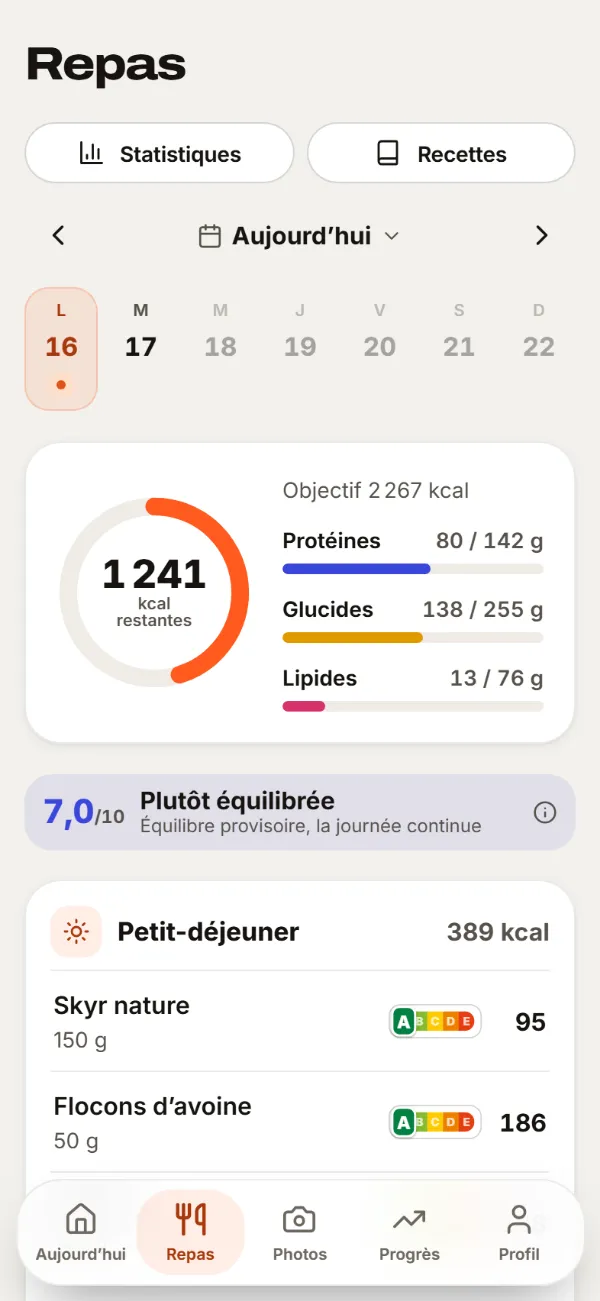 Repas
Statistiques
Recettes
Aujourd’hui
L M M J V S D
16 17 18 19 20 21 22
Objectif 2 267 kcal
1 241
kcal
restantes
Protéines 80 / 142 g
Glucides 138 / 255 g
Lipides 13 / 76 g
7,0/10
Plutôt équilibrée
Équilibre provisoire, la journée continue
Petit-déjeuner 389 kcal
Skyr nature
150 g
A B C D E
95
Flocons d’avoine
50 g
A B C D E
186
Aujourd’hui
Repas
Photos
Progrès
Profil